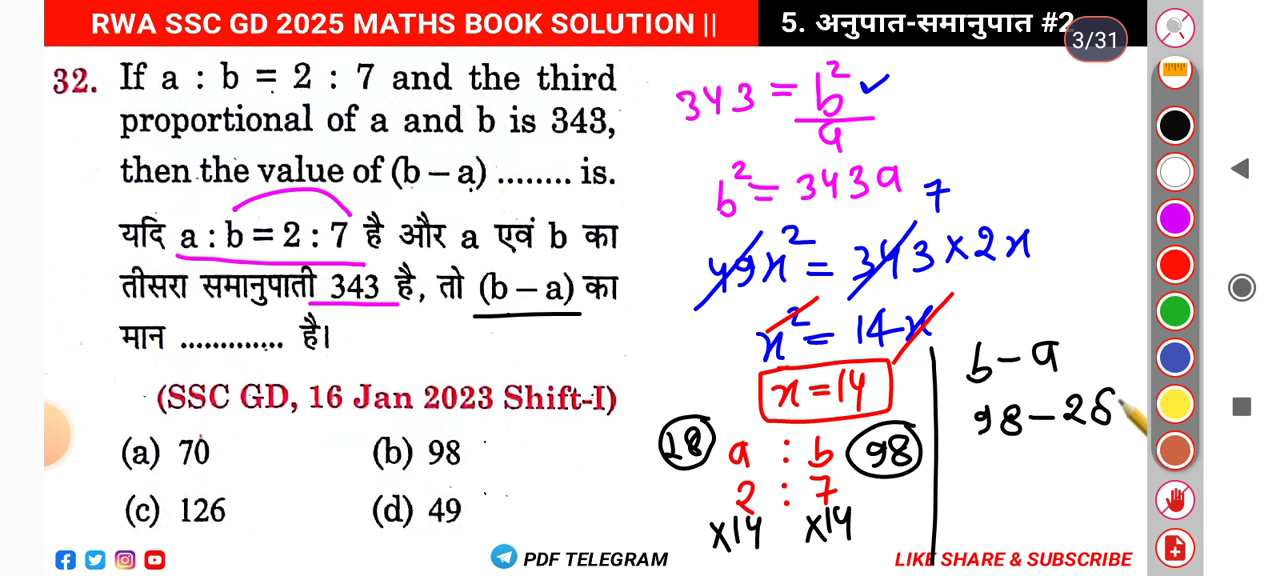 RWA SSC GD 2025 MATHS BOOK SOLUTION ||
5. अनुपात-समानुपात #2
3/31
32. If a : b = 2 : 7 and the third
proportional of a and b is 343,
then the value of (b – a) ........ is.
यदि a : b = 2 : 7 है और a एवं b का
तीसरा समानुपाती 343 है, तो (b – a) का
मान ............. है।
(SSC GD, 16 Jan 2023 Shift-I)
(a) 70 (b) 98
(c) 126 (d) 49
343 = b²/a
b² = 343a
7
49x² = 343 × 2x
x² = 14x
x = 14
28 a : b 98
2 : 7
×14 ×14
b – a
98 – 28
PDF TELEGRAM
LIKE SHARE & SUBSCRIBE